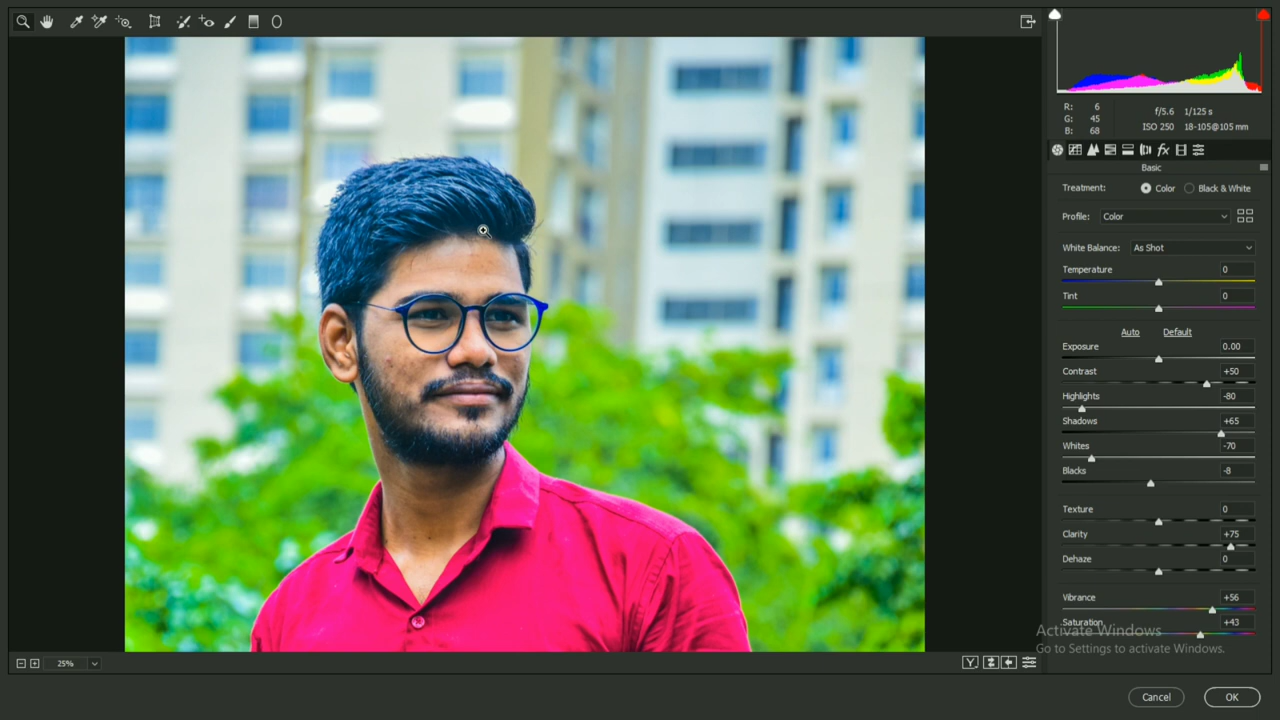 R: 6
G: 45
B: 68
f/5.6 1/125 s
ISO 250 18-105@105 mm
fx
Basic
Treatment: Color Black & White
Profile: Color
White Balance: As Shot
Temperature 0
Tint 0
Auto Default
Exposure 0.00
Contrast +50
Highlights -80
Shadows +65
Whites -70
Blacks -8
Texture 0
Clarity +75
Dehaze 0
Vibrance +56
Saturation +43
Activate Windows
Go to Settings to activate Windows.
25% Y
Cancel OK